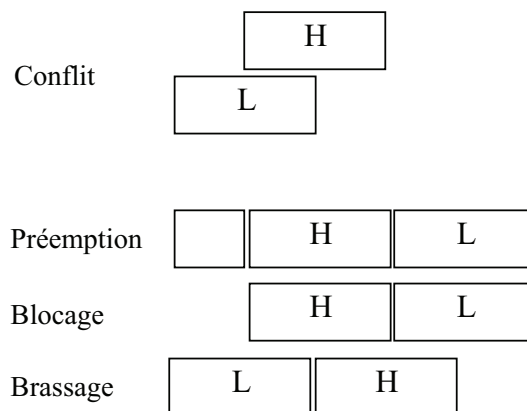 H
Conflit
L
Préemption H L
Blocage H L
Brassage L H